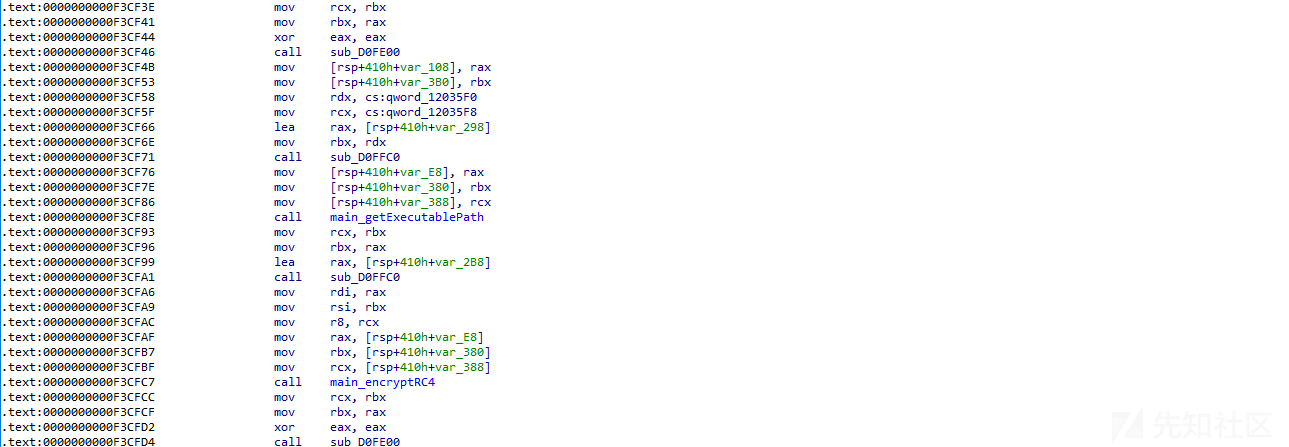 .text:0000000000F3CF3E mov rcx, rbx
.text:0000000000F3CF41 mov rbx, rax
.text:0000000000F3CF44 xor eax, eax
.text:0000000000F3CF46 call sub_D0FE00
.text:0000000000F3CF4B mov [rsp+410h+var_108], rax
.text:0000000000F3CF53 mov [rsp+410h+var_3B0], rbx
.text:0000000000F3CF58 mov rdx, cs:qword_12035F0
.text:0000000000F3CF5F mov rcx, cs:qword_12035F8
.text:0000000000F3CF66 lea rax, [rsp+410h+var_298]
.text:0000000000F3CF6E mov rbx, rdx
.text:0000000000F3CF71 call sub_D0FFC0
.text:0000000000F3CF76 mov [rsp+410h+var_E8], rax
.text:0000000000F3CF7E mov [rsp+410h+var_380], rbx
.text:0000000000F3CF86 mov [rsp+410h+var_388], rcx
.text:0000000000F3CF8E call main_getExecutablePath
.text:0000000000F3CF93 mov rcx, rbx
.text:0000000000F3CF96 mov rbx, rax
.text:0000000000F3CF99 lea rax, [rsp+410h+var_2B8]
.text:0000000000F3CFA1 call sub_D0FFC0
.text:0000000000F3CFA6 mov rdi, rax
.text:0000000000F3CFA9 mov rsi, rbx
.text:0000000000F3CFAC mov r8, rcx
.text:0000000000F3CFAF mov rax, [rsp+410h+var_E8]
.text:0000000000F3CFB7 mov rbx, [rsp+410h+var_380]
.text:0000000000F3CFBF mov rcx, [rsp+410h+var_388]
.text:0000000000F3CFC7 call main_encryptRC4
.text:0000000000F3CFCC mov rcx, rbx
.text:0000000000F3CFCF mov rbx, rax
.text:0000000000F3CFD2 xor eax, eax
.text:0000000000F3CFD4 call sub_D0FE00
先知社区